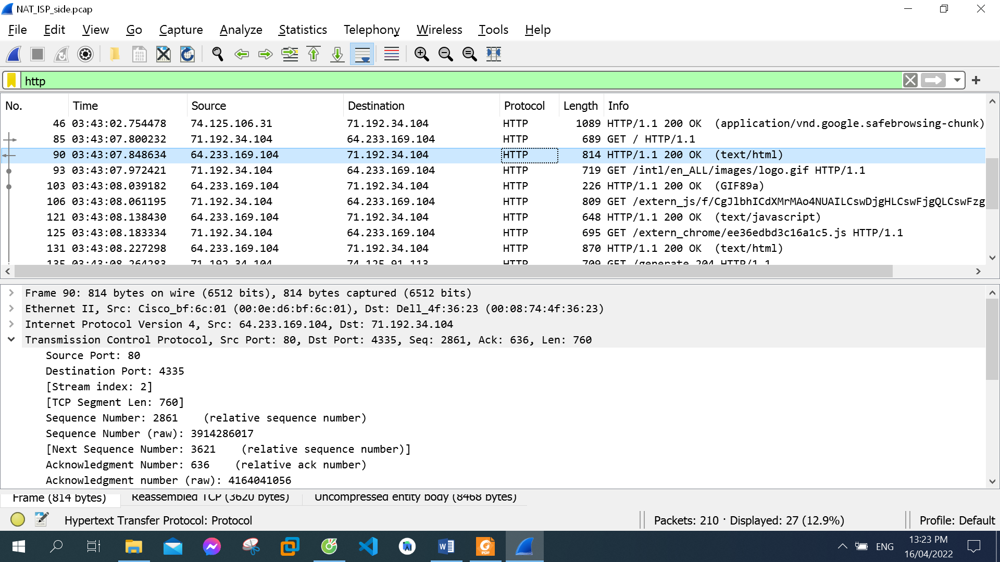 NAT_ISP_side.pcap
File Edit View Go Capture Analyze Statistics Telephony Wireless Tools Help
http
No. Time Source Destination Protocol Length Info
46 03:43:02.754478 74.125.106.31 71.192.34.104 HTTP 1089 HTTP/1.1 200 OK (application/vnd.google.safebrowsing-chunk)
85 03:43:07.800232 71.192.34.104 64.233.169.104 HTTP 689 GET / HTTP/1.1
90 03:43:07.848634 64.233.169.104 71.192.34.104 HTTP 814 HTTP/1.1 200 OK (text/html)
93 03:43:07.972421 71.192.34.104 64.233.169.104 HTTP 719 GET /intl/en_ALL/images/logo.gif HTTP/1.1
103 03:43:08.039182 64.233.169.104 71.192.34.104 HTTP 226 HTTP/1.1 200 OK (GIF89a)
106 03:43:08.061195 71.192.34.104 64.233.169.104 HTTP 809 GET /extern_js/f/CgJlbhICdXMrMAo4NUAILCswDjgHLCswFjgQLCswFzg
121 03:43:08.138430 64.233.169.104 71.192.34.104 HTTP 648 HTTP/1.1 200 OK (text/javascript)
125 03:43:08.183334 71.192.34.104 64.233.169.104 HTTP 695 GET /extern_chrome/ee36edbd3c16a1c5.js HTTP/1.1
131 03:43:08.227298 64.233.169.104 71.192.34.104 HTTP 870 HTTP/1.1 200 OK (text/html)
135 03:43:08.264283 71.192.34.104 74.125.91.113 HTTP 709 GET /generate_204 HTTP/1.1
Frame 90: 814 bytes on wire (6512 bits), 814 bytes captured (6512 bits)
Ethernet II, Src: Cisco_bf:6c:01 (00:0e:d6:bf:6c:01), Dst: Dell_4f:36:23 (00:08:74:4f:36:23)
Internet Protocol Version 4, Src: 64.233.169.104, Dst: 71.192.34.104
Transmission Control Protocol, Src Port: 80, Dst Port: 4335, Seq: 2861, Ack: 636, Len: 760
Source Port: 80
Destination Port: 4335
[Stream index: 2]
[TCP Segment Len: 760]
Sequence Number: 2861 (relative sequence number)
Sequence Number (raw): 3914286017
[Next Sequence Number: 3621 (relative sequence number)]
Acknowledgment Number: 636 (relative ack number)
Acknowledgment number (raw): 4164041056
Frame (814 bytes) Reassembled TCP (3620 bytes) Uncompressed entity body (8468 bytes)
Hypertext Transfer Protocol: Protocol Packets: 210 · Displayed: 27 (12.9%) Profile: Default
ENG 13:23 PM
16/04/2022